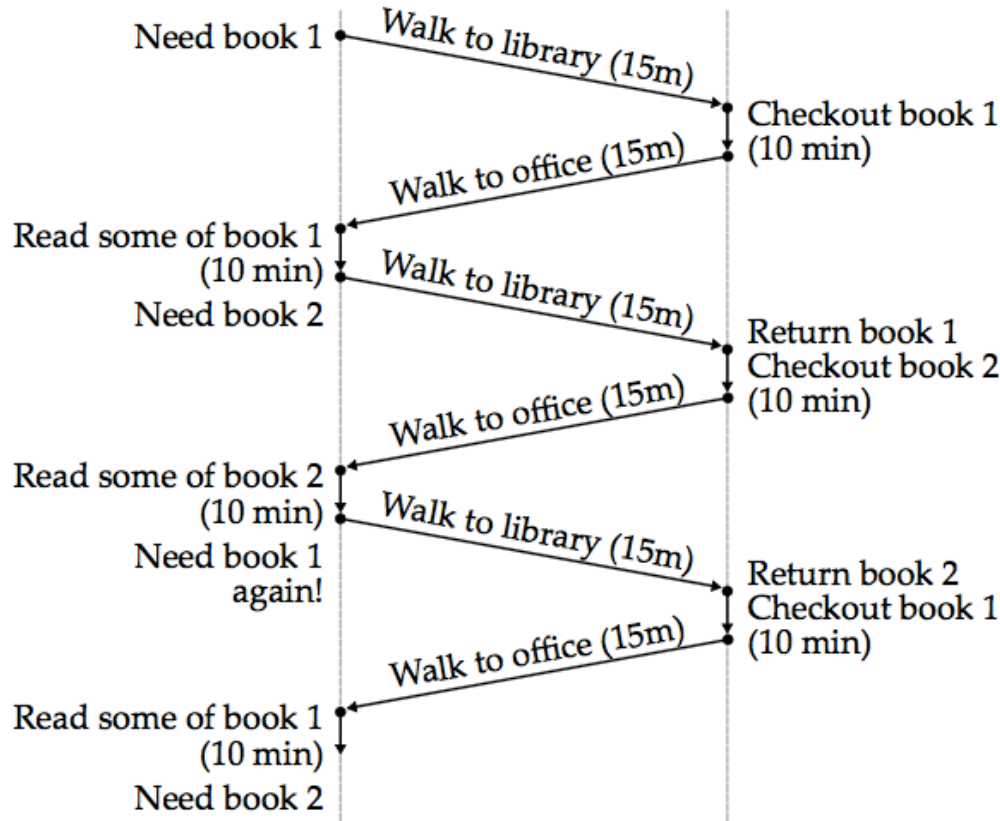 Need book 1
Walk to library (15m)
Checkout book 1
(10 min)
Walk to office (15m)
Read some of book 1
(10 min)
Need book 2
Walk to library (15m)
Return book 1
Checkout book 2
(10 min)
Walk to office (15m)
Read some of book 2
(10 min)
Need book 1
again!
Walk to library (15m)
Return book 2
Checkout book 1
(10 min)
Walk to office (15m)
Read some of book 1
(10 min)
Need book 2